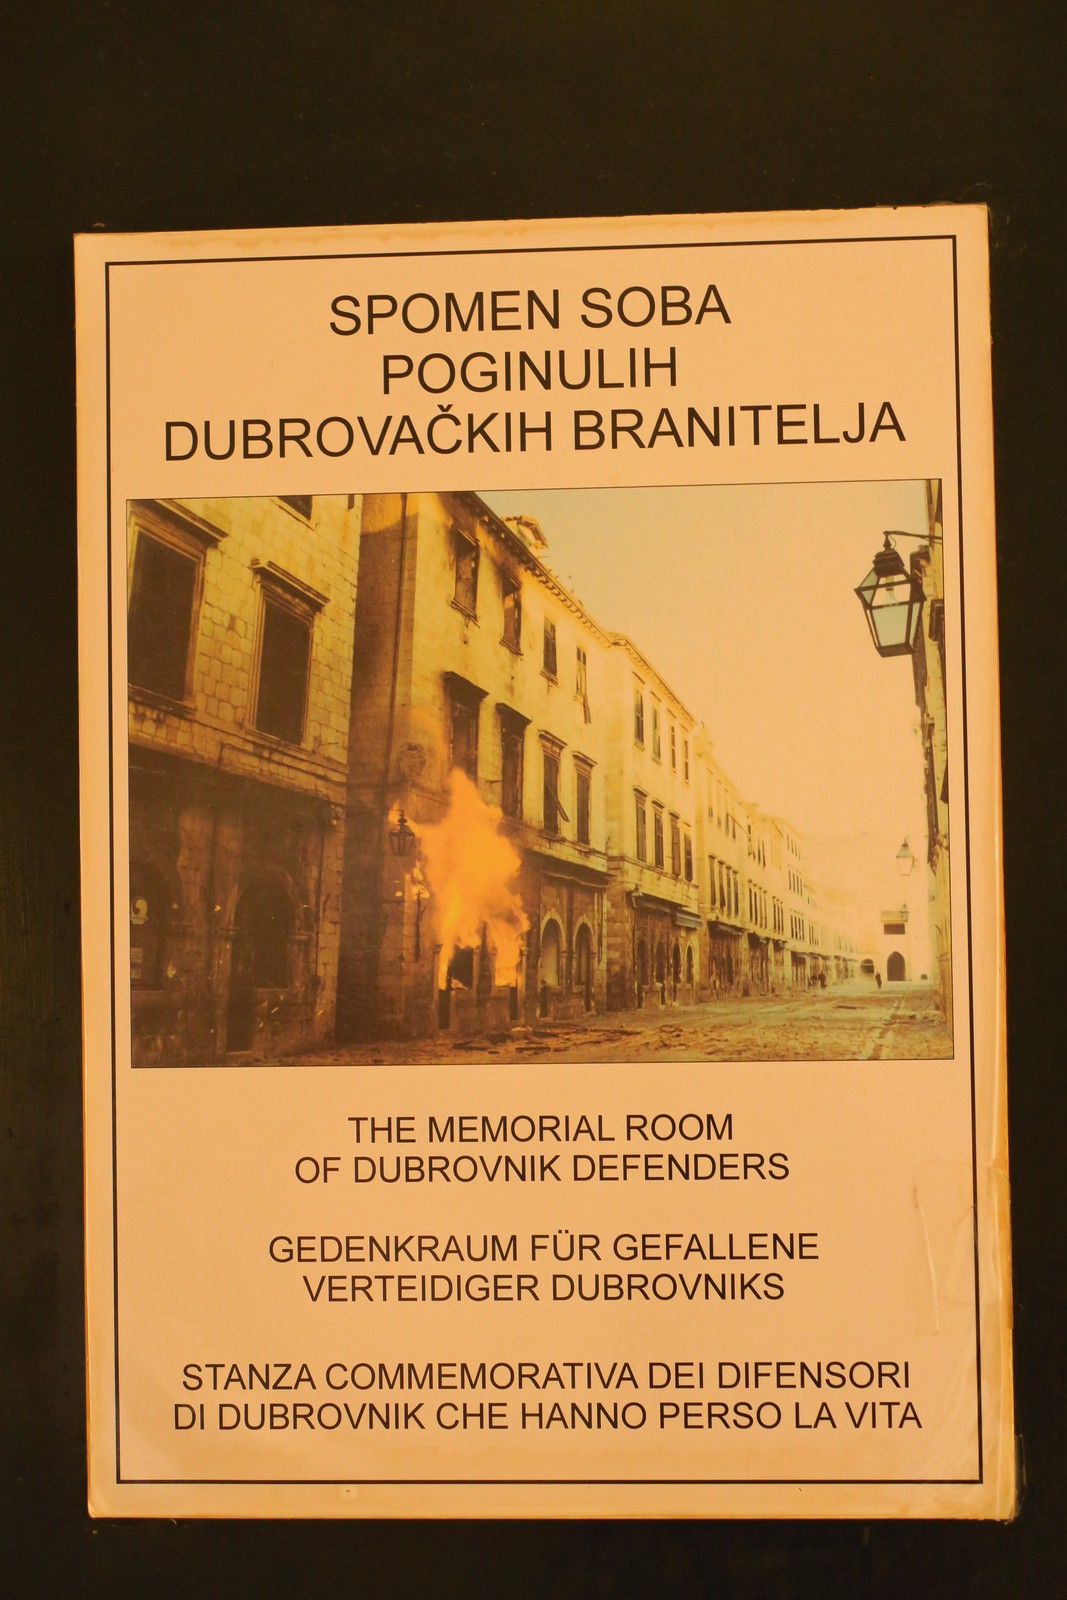 SPOMEN SOBA
POGINULIH
DUBROVAČKIH BRANITELJA
THE MEMORIAL ROOM
OF DUBROVNIK DEFENDERS
GEDENKRAUM FÜR GEFALLENE
VERTEIDIGER DUBROVNIKS
STANZA COMMEMORATIVA DEI DIFENSORI
DI DUBROVNIK CHE HANNO PERSO LA VITA